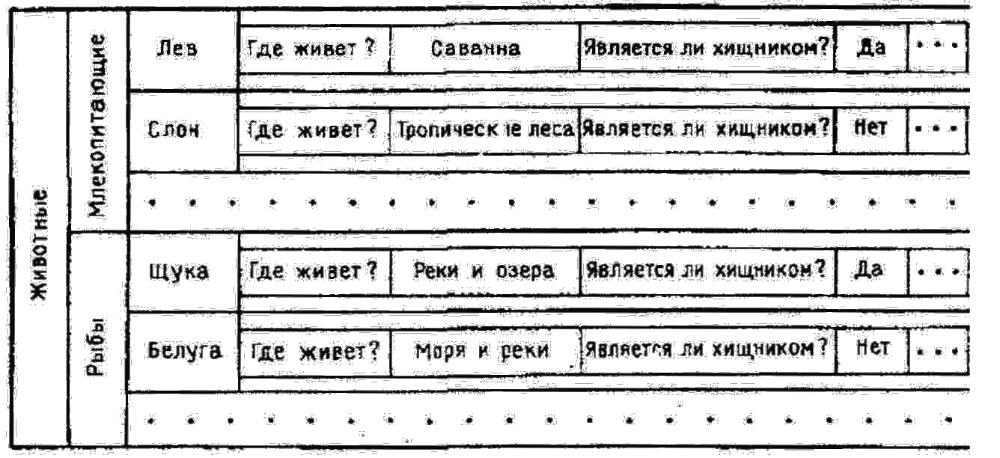 Животные
Млекопитающие
Лев Где живет? Саванна Является ли хищником? Да ...
Слон Где живет? Тропические леса Является ли хищником? Нет ...
. . . . . . . . . . . . . . . . . . . . .
Рыбы
Щука Где живет? Реки и озера Является ли хищником? Да ...
Белуга Где живет? Моря и реки Является ли хищником? Нет ...
. . . . . . . . . . . . . . . . . . . . .